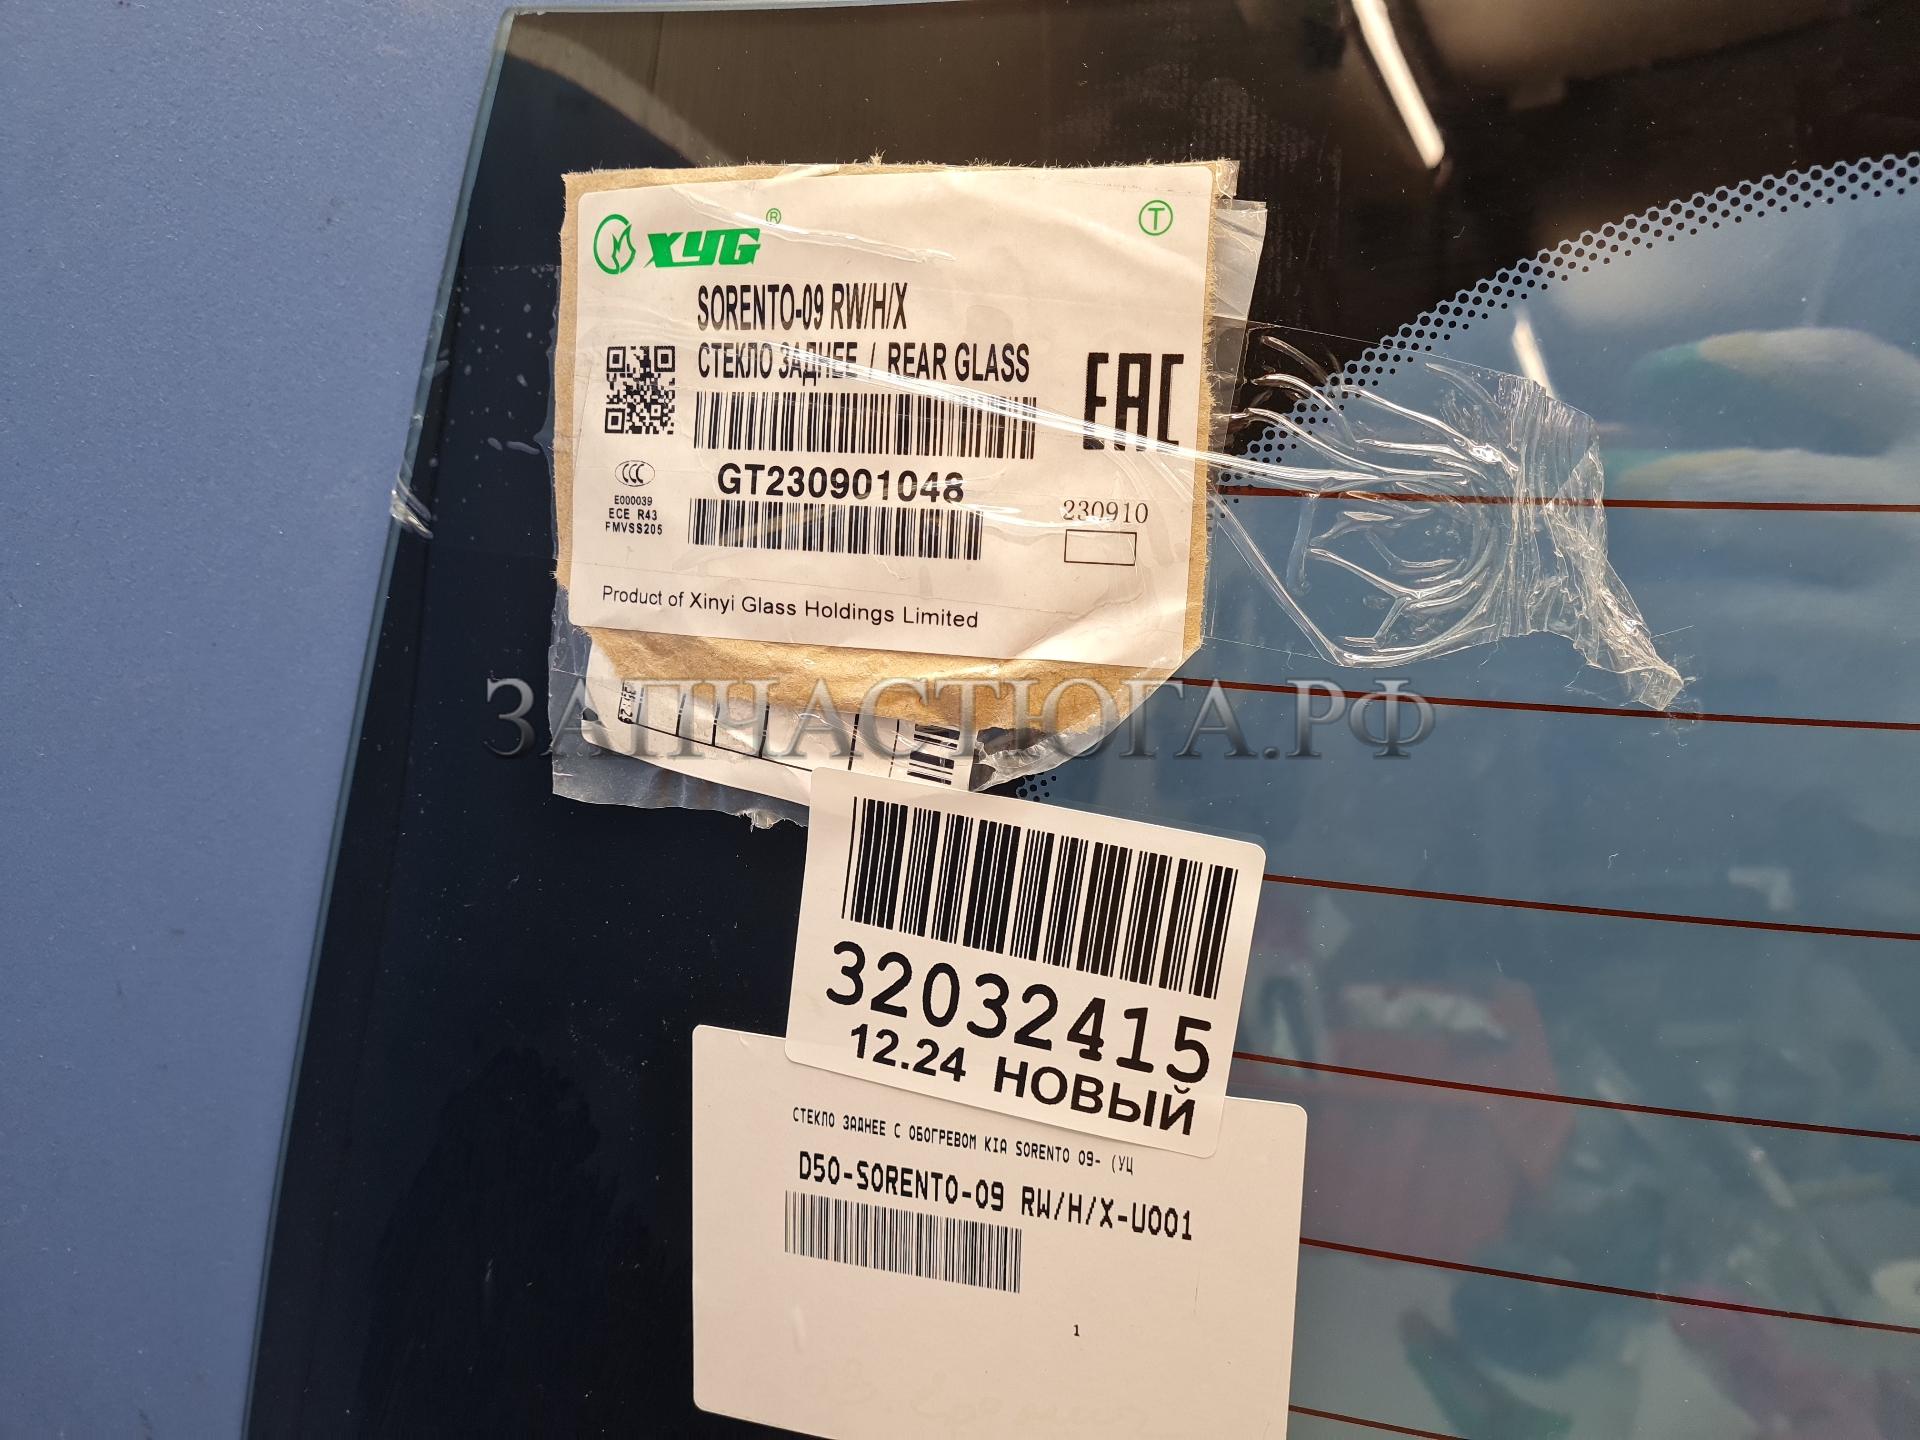 XYG®
T
SORENTO-09 RW/H/X
СТЕКЛО ЗАДНЕЕ / REAR GLASS
EAC
GT230901048
CCC
E000039
ECE R43
FMVSS205
230910
Product of Xinyi Glass Holdings Limited
ЗАПЧАСТЮГА.РФ
32032415
12.24 НОВЫЙ
СТЕКЛО ЗАДНЕЕ С ОБОГРЕВОМ KIA SORENTO 09- (УЦ
D50-SORENTO-09 RW/H/X-U001
1